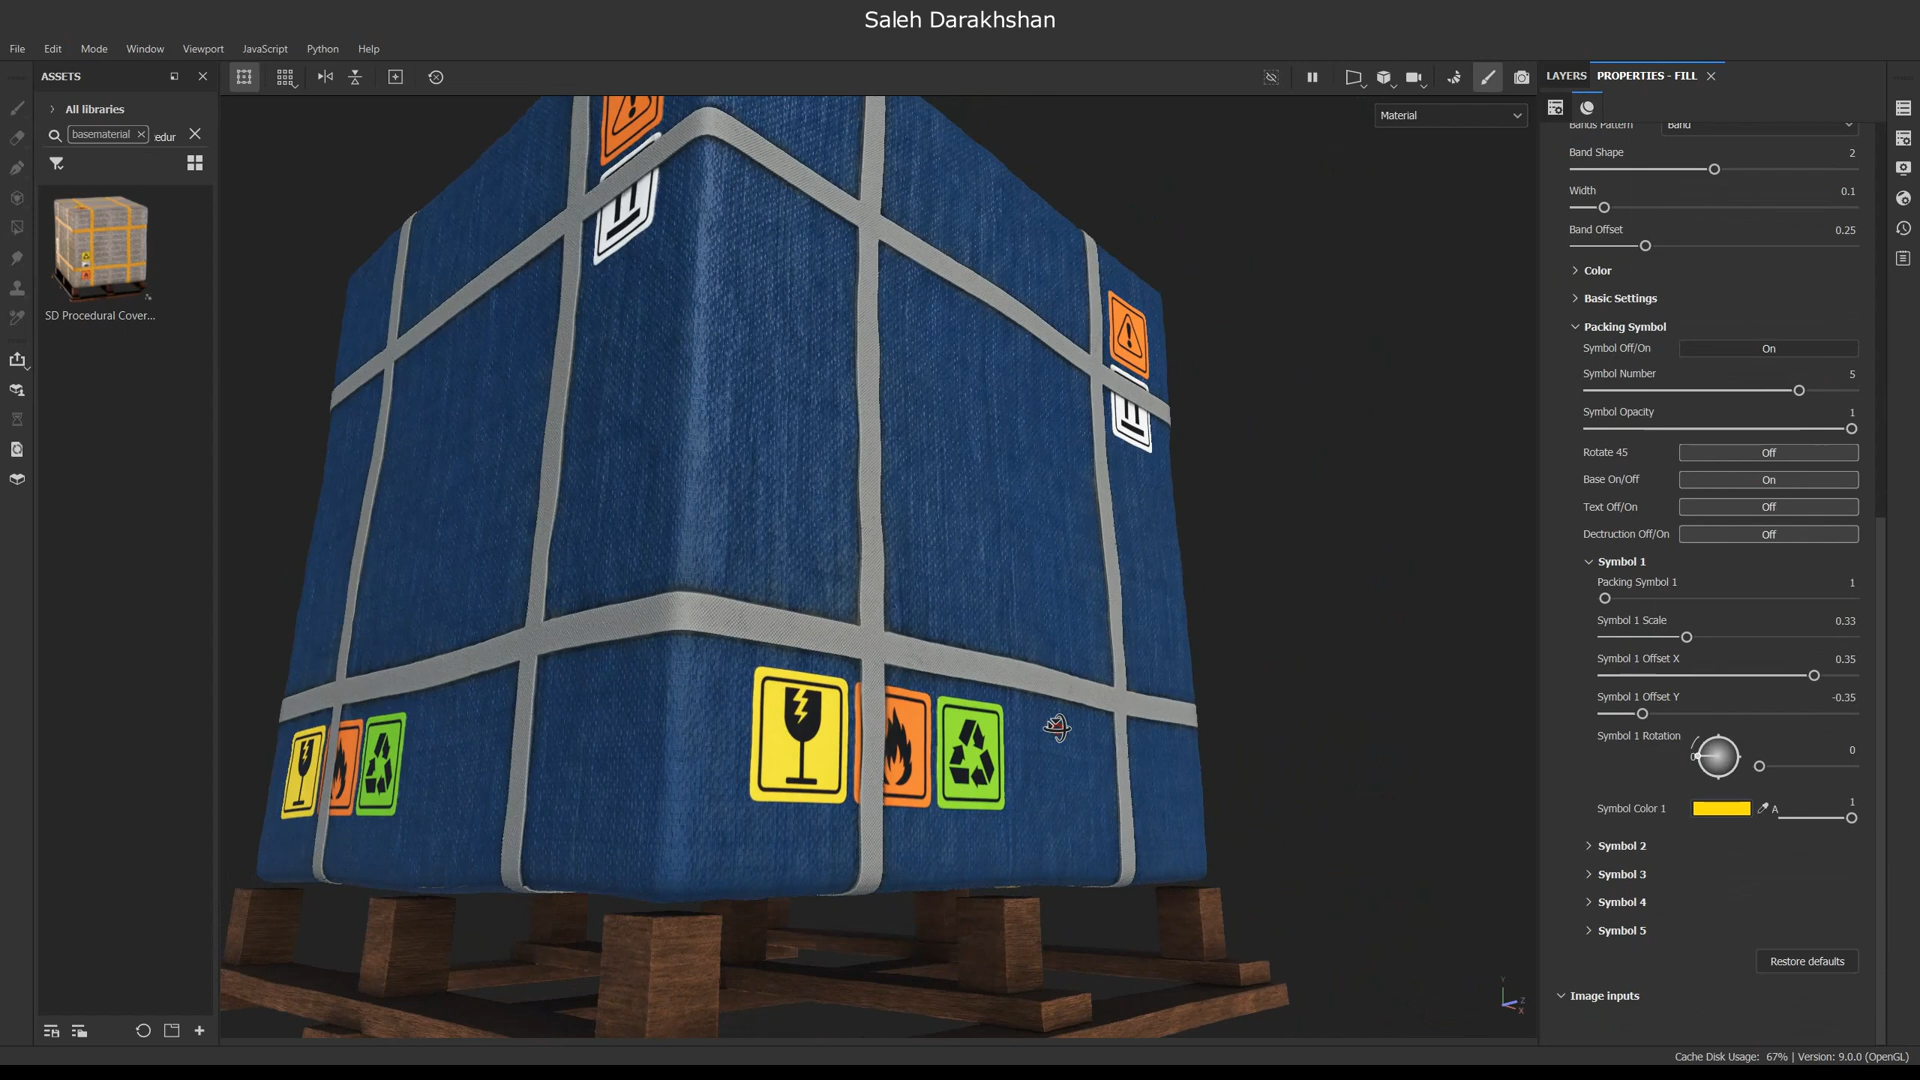 Saleh Darakhshan
File Edit Mode Window Viewport JavaScript Python Help
ASSETS
All libraries
basematerial edur
SD Procedural Cover...
Material
LAYERS PROPERTIES - FILL
Bands Pattern Band
Band Shape 2
Width 0.1
Band Offset 0.25
Color
Basic Settings
Packing Symbol
Symbol Off/On On
Symbol Number 5
Symbol Opacity 1
Rotate 45 Off
Base On/Off On
Text Off/On Off
Dectruction Off/On Off
Symbol 1
Packing Symbol 1 1
Symbol 1 Scale 0.33
Symbol 1 Offset X 0.35
Symbol 1 Offset Y -0.35
Symbol 1 Rotation 0 0
Symbol Color 1 A 1
Symbol 2
Symbol 3
Symbol 4
Symbol 5
Restore defaults
Image inputs
Y
Z
X
Cache Disk Usage: 67% | Version: 9.0.0 (OpenGL)